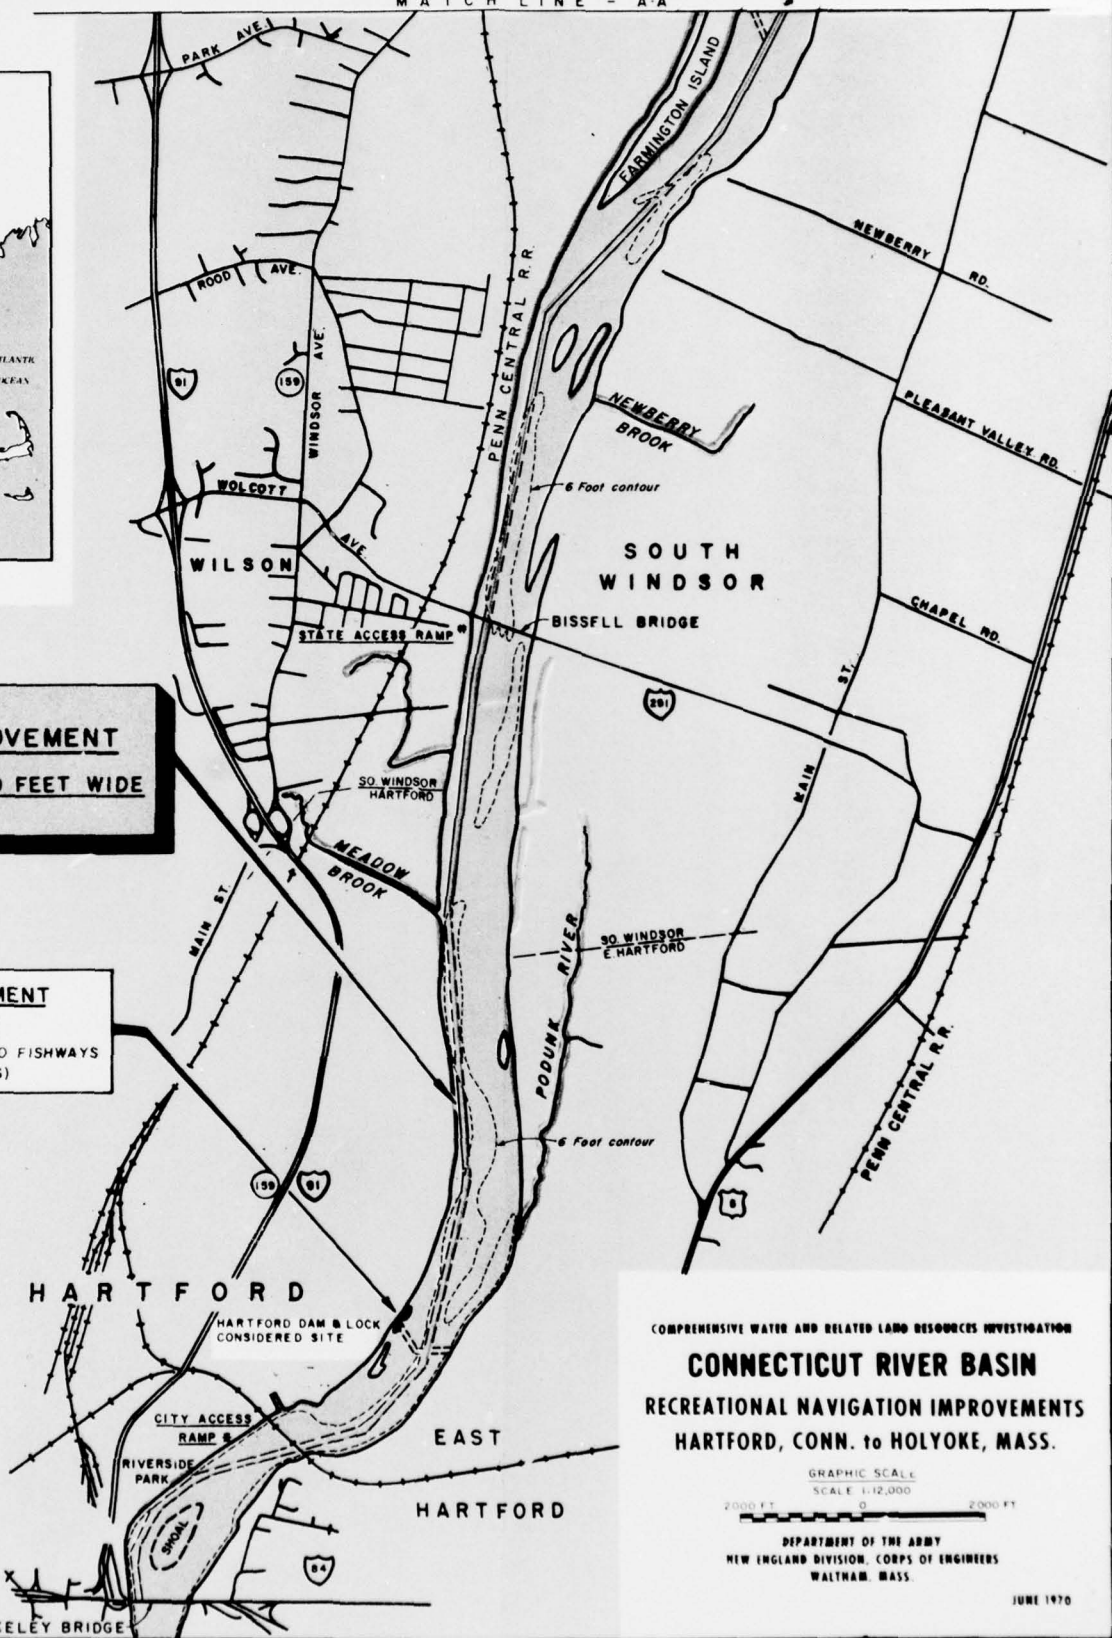 MATCH LINE - A-A
PARK AVE.
FARMINGTON ISLAND
NEWBERRY RD.
ROOD AVE.
PENN CENTRAL R.R.
OCEAN
91
159
WINDSOR AVE.
NEWBERRY
BROOK
PLEASANT VALLEY RD.
6 Foot contour
WOLCOTT AVE.
WILSON
SOUTH
WINDSOR
CHAPEL RD.
BISSELL BRIDGE
STATE ACCESS RAMP
291
MAIN ST.
OVEMENT
FEET WIDE
SO. WINDSOR
HARTFORD
MEADOW
BROOK
MAIN ST.
SO. WINDSOR
E. HARTFORD
PODUNK RIVER
MENT
FISHWAYS
6 Foot contour
PENN CENTRAL R.R.
159
91
HARTFORD
HARTFORD DAM & LOCK
CONSIDERED SITE
CITY ACCESS
RAMP
RIVERSIDE
PARK
SHOAL
EAST
HARTFORD
84
ELEY BRIDGE
COMPREHENSIVE WATER AND RELATED LAND RESOURCES INVESTIGATION
CONNECTICUT RIVER BASIN
RECREATIONAL NAVIGATION IMPROVEMENTS
HARTFORD, CONN. to HOLYOKE, MASS.
GRAPHIC SCALE
SCALE 1:12,000
2000 FT. 0 2000 FT.
DEPARTMENT OF THE ARMY
NEW ENGLAND DIVISION, CORPS OF ENGINEERS
WALTHAM, MASS.
JUNE 1970